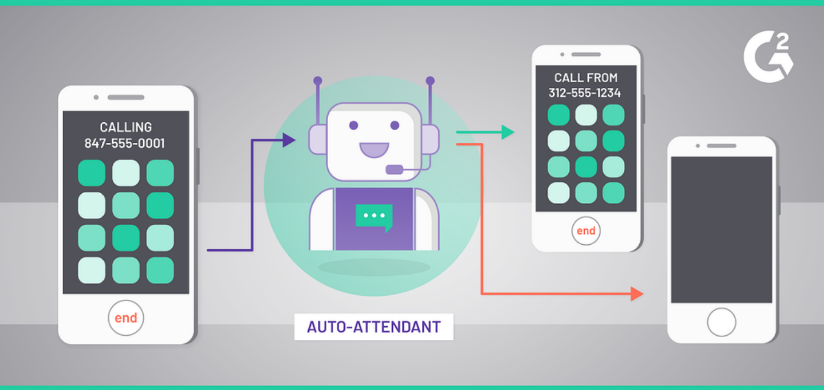 CALLING
847-555-0001
end
AUTO-ATTENDANT
CALL FROM
312-555-1234
end
G2